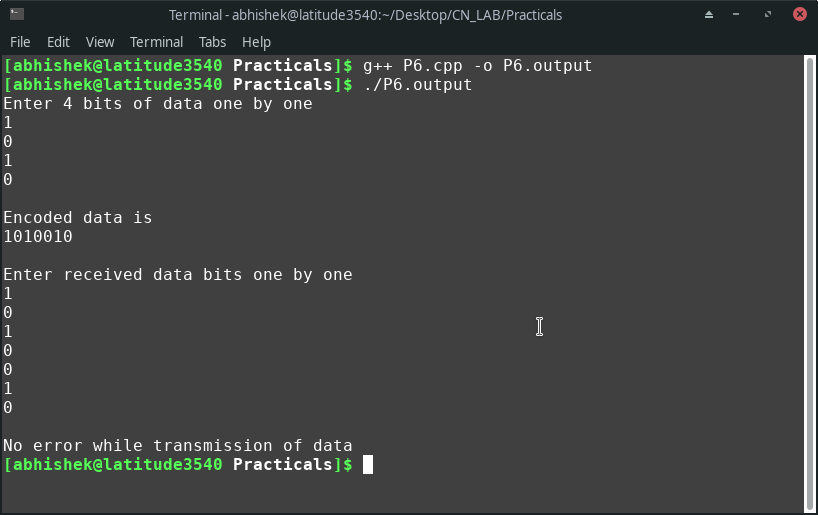 Terminal - abhishek@latitude3540:~/Desktop/CN_LAB/Practicals
File Edit View Terminal Tabs Help
[abhishek@latitude3540 Practicals]$ g++ P6.cpp -o P6.output
[abhishek@latitude3540 Practicals]$ ./P6.output
Enter 4 bits of data one by one
1
0
1
0
Encoded data is
1010010
Enter received data bits one by one
1
0
1
0
0
1
0
No error while transmission of data
[abhishek@latitude3540 Practicals]$